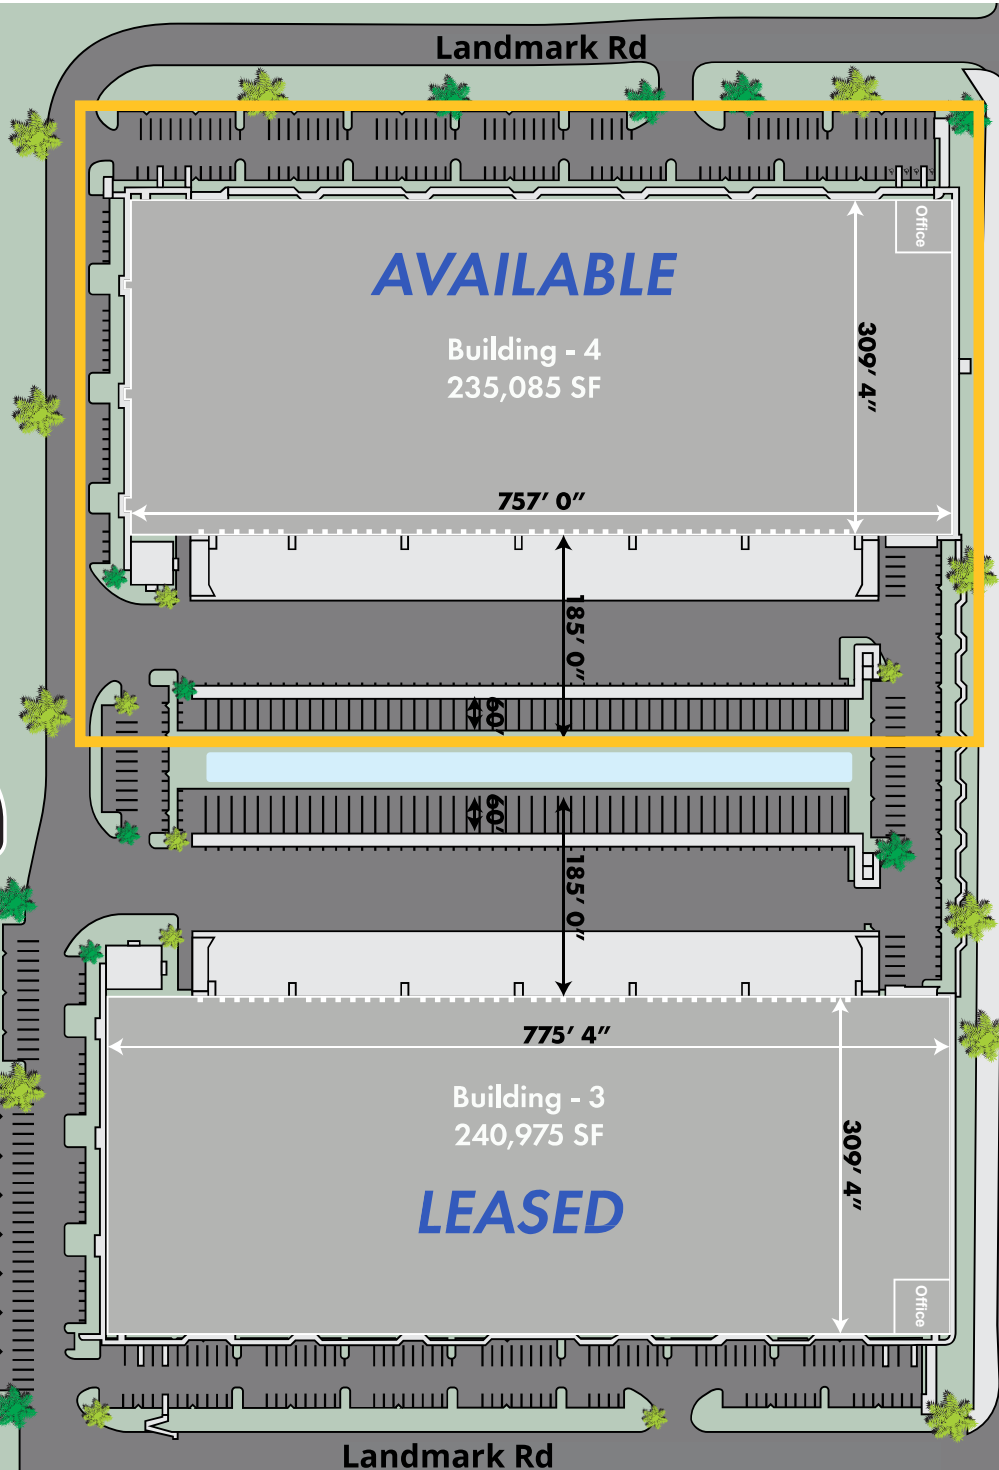 Landmark Rd
Office
AVAILABLE
309′ 4″
Building - 4
235,085 SF
757′ 0″
185′ 0″
60′
60′
185′ 0″
775′ 4″
Building - 3
240,975 SF
309′ 4″
LEASED
Office
Landmark Rd